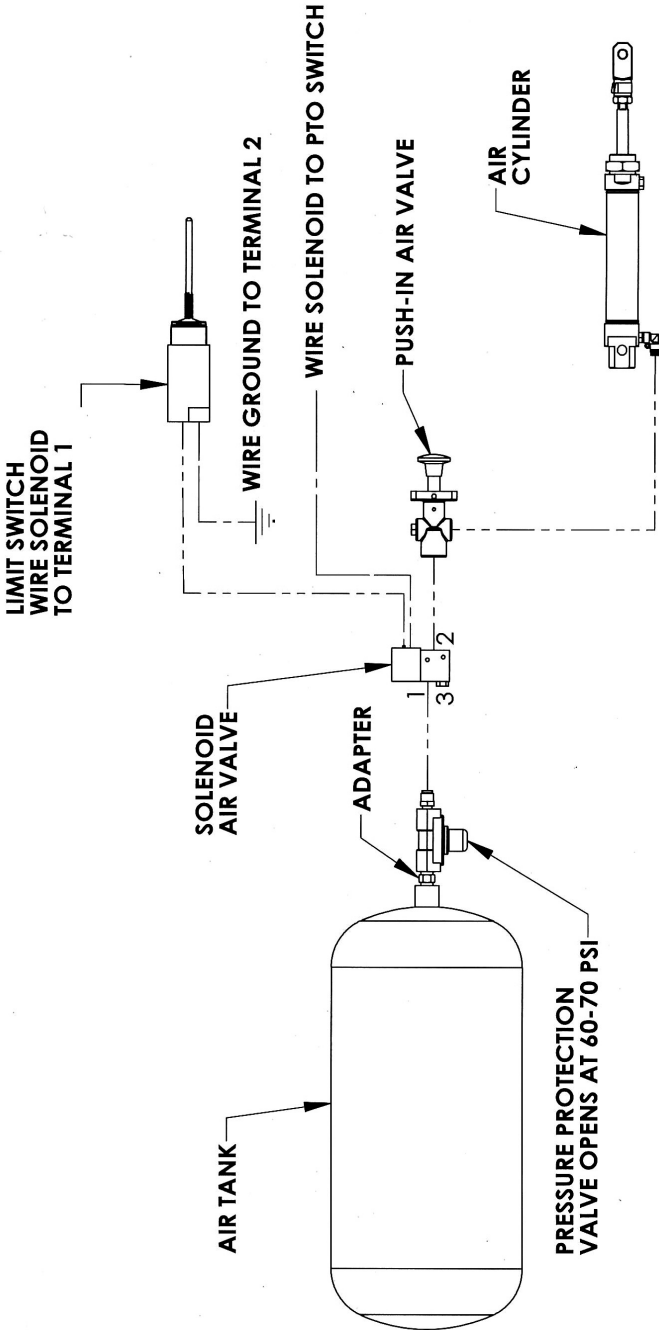 LIMIT SWITCH
WIRE SOLENOID
TO TERMINAL 1
WIRE GROUND TO TERMINAL 2
WIRE SOLENOID TO PTO SWITCH
SOLENOID
AIR VALVE
PUSH-IN AIR VALVE
AIR
CYLINDER
1
2
3
ADAPTER
AIR TANK
PRESSURE PROTECTION
VALVE OPENS AT 60-70 PSI